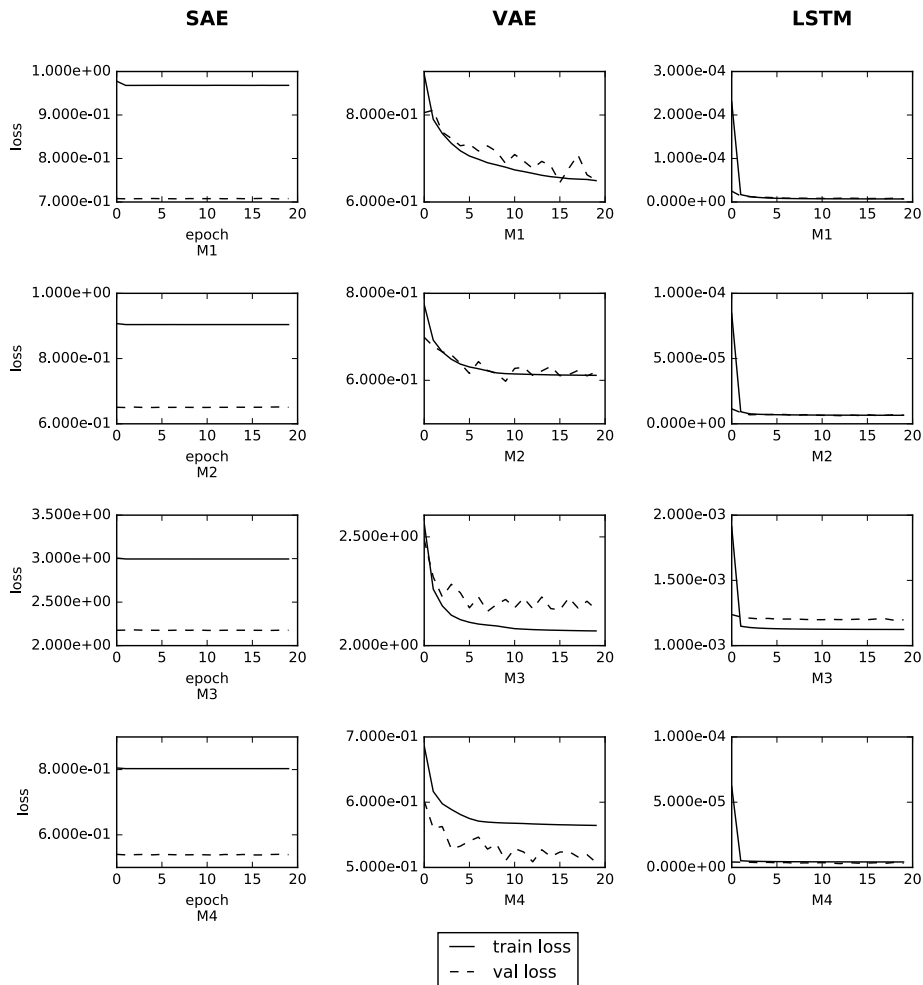 SAE VAE LSTM
1.000e+00
9.000e-01
8.000e-01
7.000e-01
loss
0 5 10 15 20
epoch
M1
8.000e-01
6.000e-01
0 5 10 15 20
M1
3.000e-04
2.000e-04
1.000e-04
0.000e+00
0 5 10 15 20
M1
1.000e+00
8.000e-01
6.000e-01
loss
0 5 10 15 20
epoch
M2
8.000e-01
6.000e-01
0 5 10 15 20
M2
1.000e-04
5.000e-05
0.000e+00
0 5 10 15 20
M2
3.500e+00
3.000e+00
2.500e+00
2.000e+00
loss
0 5 10 15 20
epoch
M3
2.500e+00
2.000e+00
0 5 10 15 20
M3
2.000e-03
1.000e-03
1.000e-03
0 5 10 15 20
M3
8.000e-01
6.000e-01
loss
0 5 10 15 20
epoch
M4
7.000e-01
6.000e-01
5.000e-01
0 5 10 15 20
M4
1.000e-04
5.000e-05
0.000e+00
0 5 10 15 20
M4
train loss
val loss